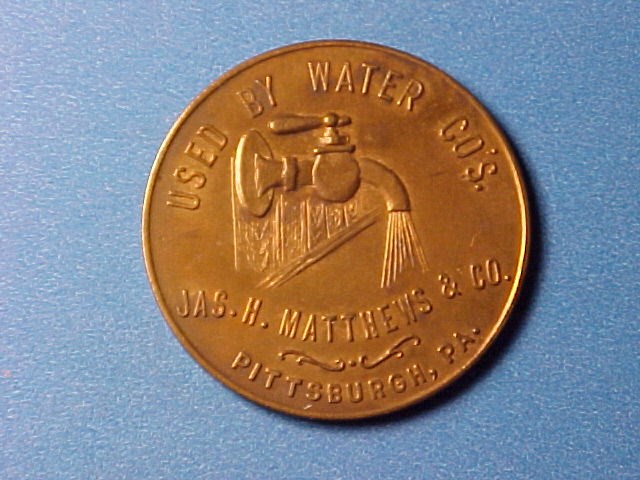 USED BY WATER CO'S.
JAS. H. MATTHEWS & CO.
PITTSBURGH, PA.